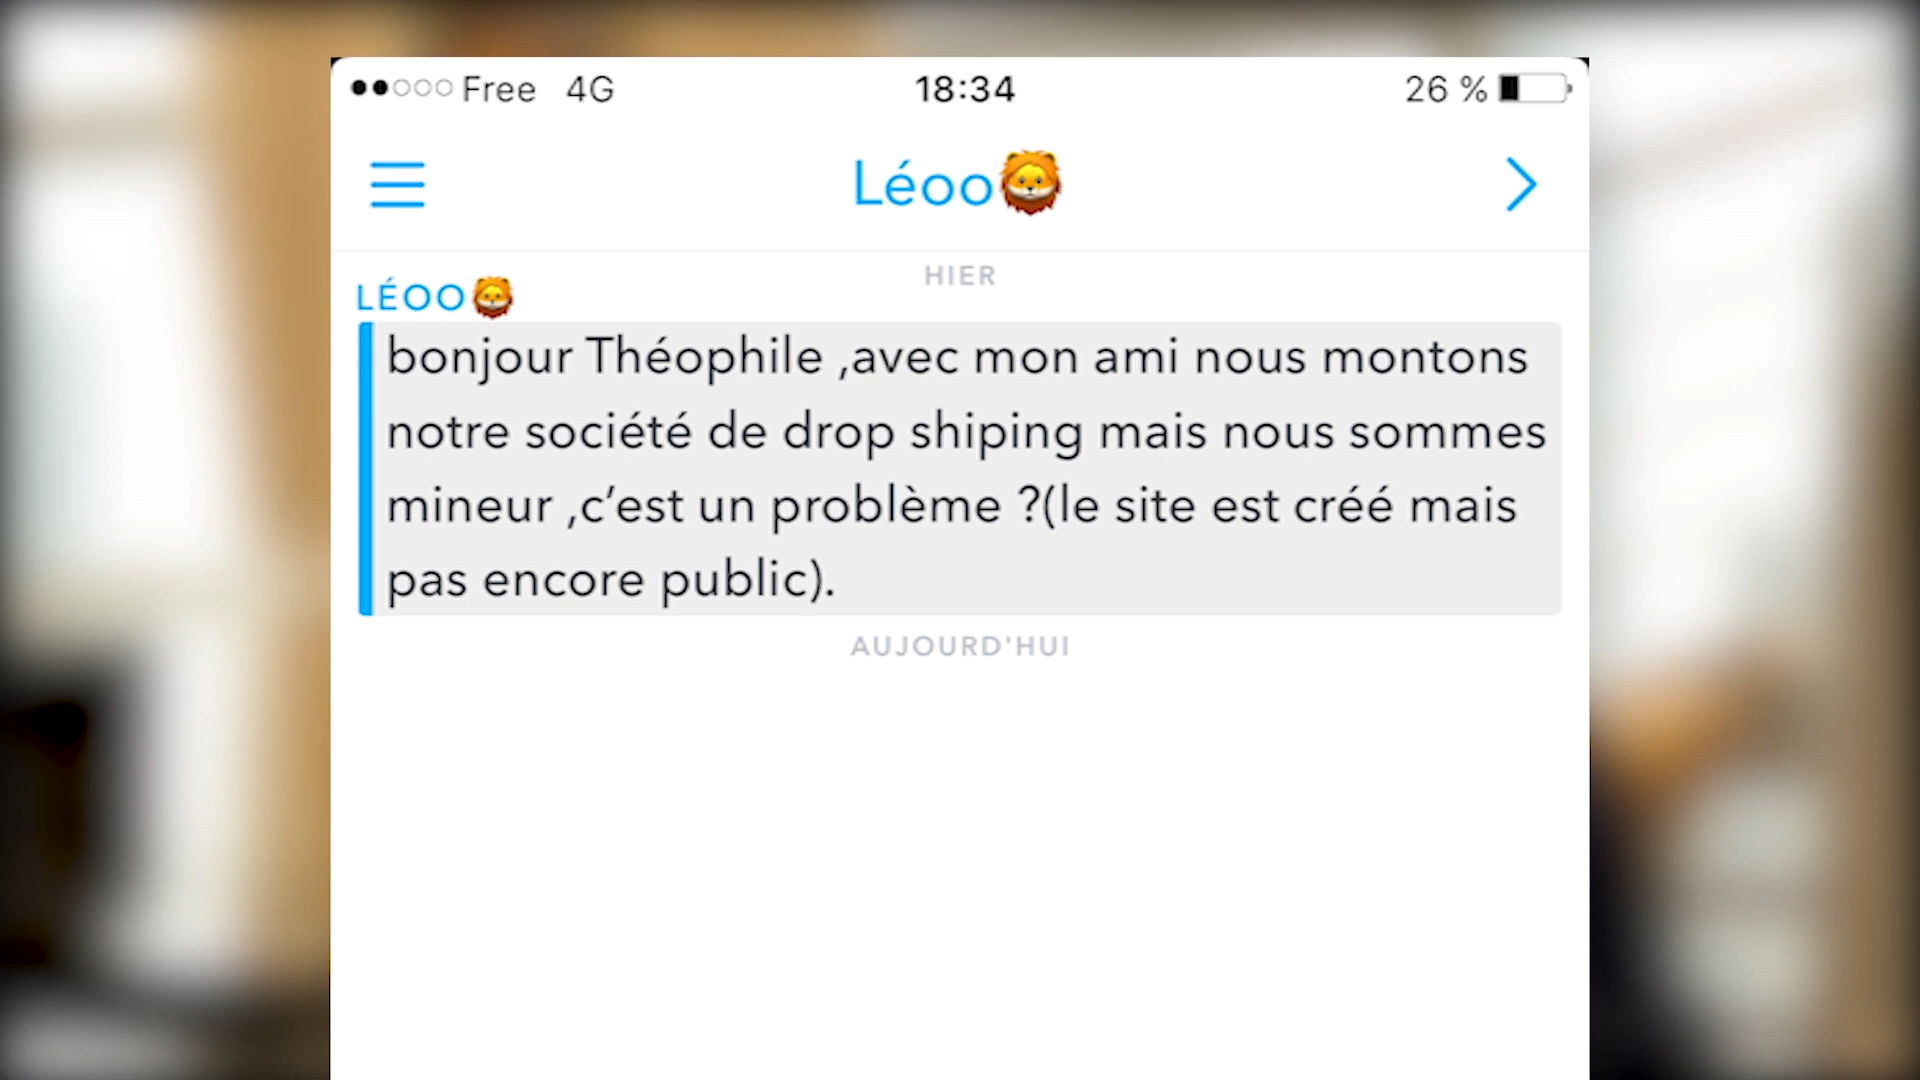 Free 4G 18:34 26 %
Léoo🦁
HIER
LÉOO🦁
bonjour Théophile ,avec mon ami nous montons
notre société de drop shiping mais nous sommes
mineur ,c’est un problème ?(le site est créé mais
pas encore public).
AUJOURD'HUI